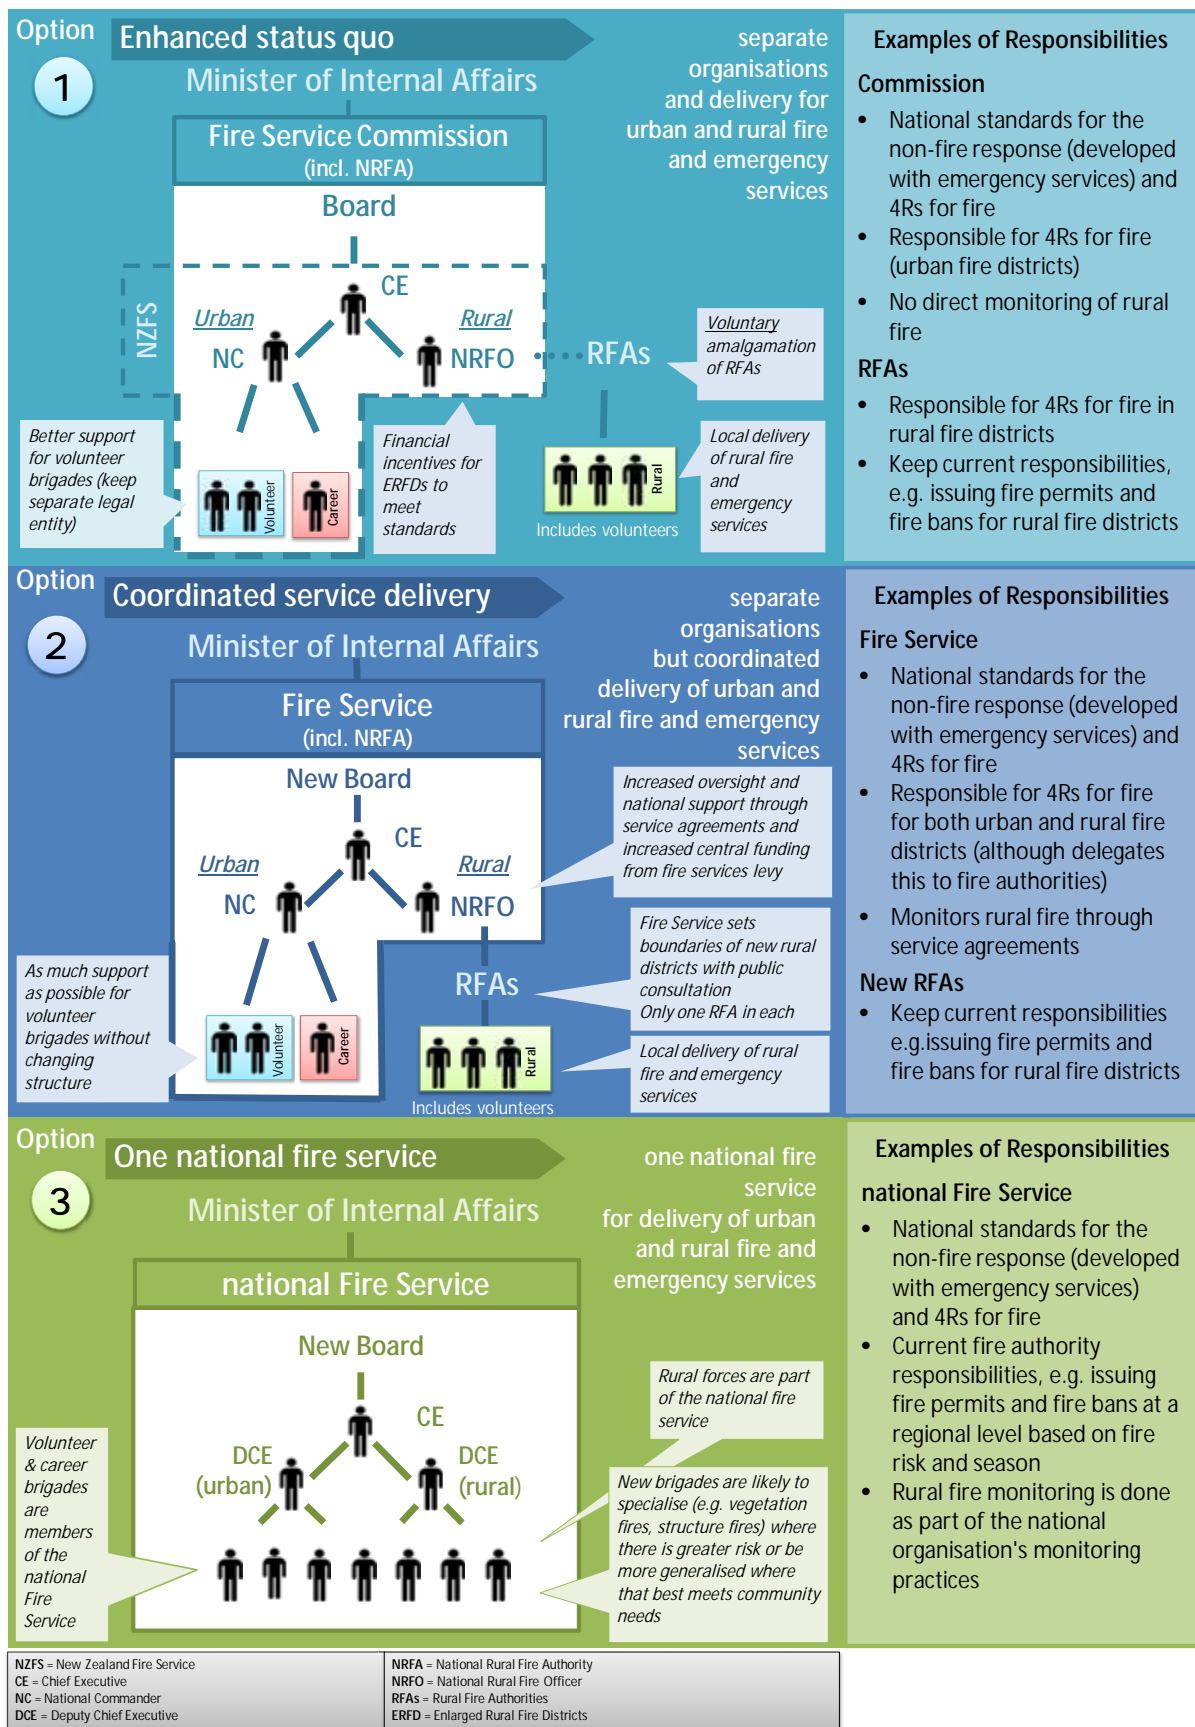 Option
Enhanced status quo
1
Minister of Internal Affairs
separate
organisations
and delivery for
urban and rural fire
and emergency
services
Fire Service Commission
(incl. NRFA)
Board
CE
NZFS
Urban
NC
Rural
NRFO
RFAs
Voluntary
amalgamation
of RFAs
Better support
for volunteer
brigades (keep
separate legal
entity)
Volunteer
Career
Financial
incentives for
ERFDs to
meet
standards
Rural
Includes volunteers
Local delivery
of rural fire
and
emergency
services
Examples of Responsibilities
Commission
• National standards for the
non-fire response (developed
with emergency services) and
4Rs for fire
• Responsible for 4Rs for fire
(urban fire districts)
• No direct monitoring of rural
fire
RFAs
• Responsible for 4Rs for fire in
rural fire districts
• Keep current responsibilities,
e.g. issuing fire permits and
fire bans for rural fire districts
Option
Coordinated service delivery
2
Minister of Internal Affairs
separate
organisations
but coordinated
delivery of urban and
rural fire and emergency
services
Fire Service
(incl. NRFA)
New Board
CE
Urban
NC
Rural
NRFO
Increased oversight and
national support through
service agreements and
increased central funding
from fire services levy
RFAs
Fire Service sets
boundaries of new rural
districts with public
consultation
Only one RFA in each
As much support
as possible for
volunteer
brigades without
changing
structure
Volunteer
Career
Rural
Includes volunteers
Local delivery of rural
fire and emergency
services
Examples of Responsibilities
Fire Service
• National standards for the
non-fire response (developed
with emergency services) and
4Rs for fire
• Responsible for 4Rs for fire
for both urban and rural fire
districts (although delegates
this to fire authorities)
• Monitors rural fire through
service agreements
New RFAs
• Keep current responsibilities
e.g.issuing fire permits and
fire bans for rural fire districts
Option
One national fire service
3
Minister of Internal Affairs
one national fire
service
for delivery of urban
and rural fire and
emergency services
national Fire Service
New Board
CE
DCE
(urban)
DCE
(rural)
Rural forces are part
of the national fire
service
Volunteer
& career
brigades
are
members
of the
national
Fire
Service
New brigades are likely to
specialise (e.g. vegetation
fires, structure fires) where
there is greater risk or be
more generalised where
that best meets community
needs
Examples of Responsibilities
national Fire Service
• National standards for the
non-fire response (developed
with emergency services)
and 4Rs for fire
• Current fire authority
responsibilities, e.g. issuing
fire permits and fire bans at a
regional level based on fire
risk and season
• Rural fire monitoring is done
as part of the national
organisation's monitoring
practices
NZFS = New Zealand Fire Service
CE = Chief Executive
NC = National Commander
DCE = Deputy Chief Executive
NRFA = National Rural Fire Authority
NRFO = National Rural Fire Officer
RFAs = Rural Fire Authorities
ERFD = Enlarged Rural Fire Districts